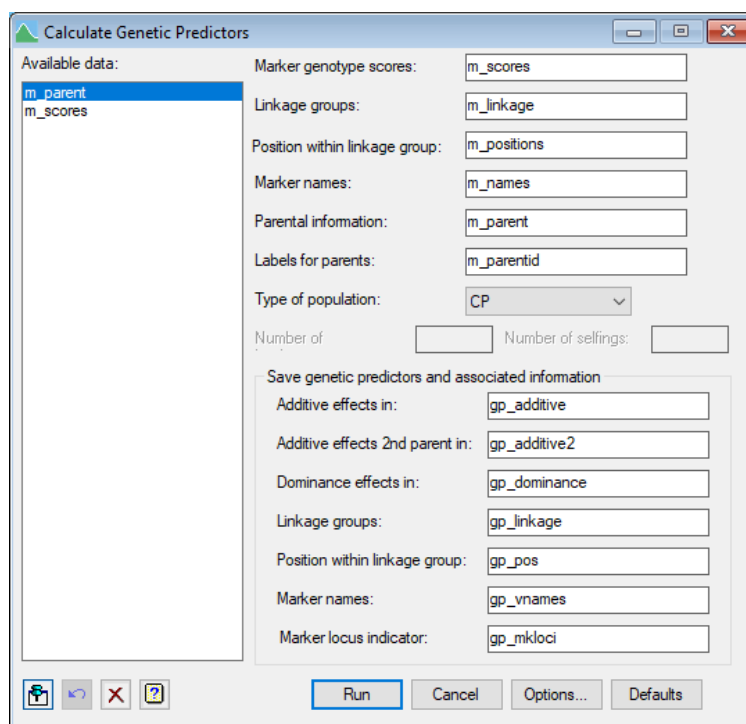 Calculate Genetic Predictors
Available data:
m_parent
m_scores
Marker genotype scores: m_scores
Linkage groups: m_linkage
Position within linkage group: m_positions
Marker names: m_names
Parental information: m_parent
Labels for parents: m_parentid
Type of population: CP
Number of Number of selfings:
Save genetic predictors and associated information
Additive effects in: gp_additive
Additive effects 2nd parent in: gp_additive2
Dominance effects in: gp_dominance
Linkage groups: gp_linkage
Position within linkage group: gp_pos
Marker names: gp_vnames
Marker locus indicator: gp_mkloci
Run Cancel Options... Defaults